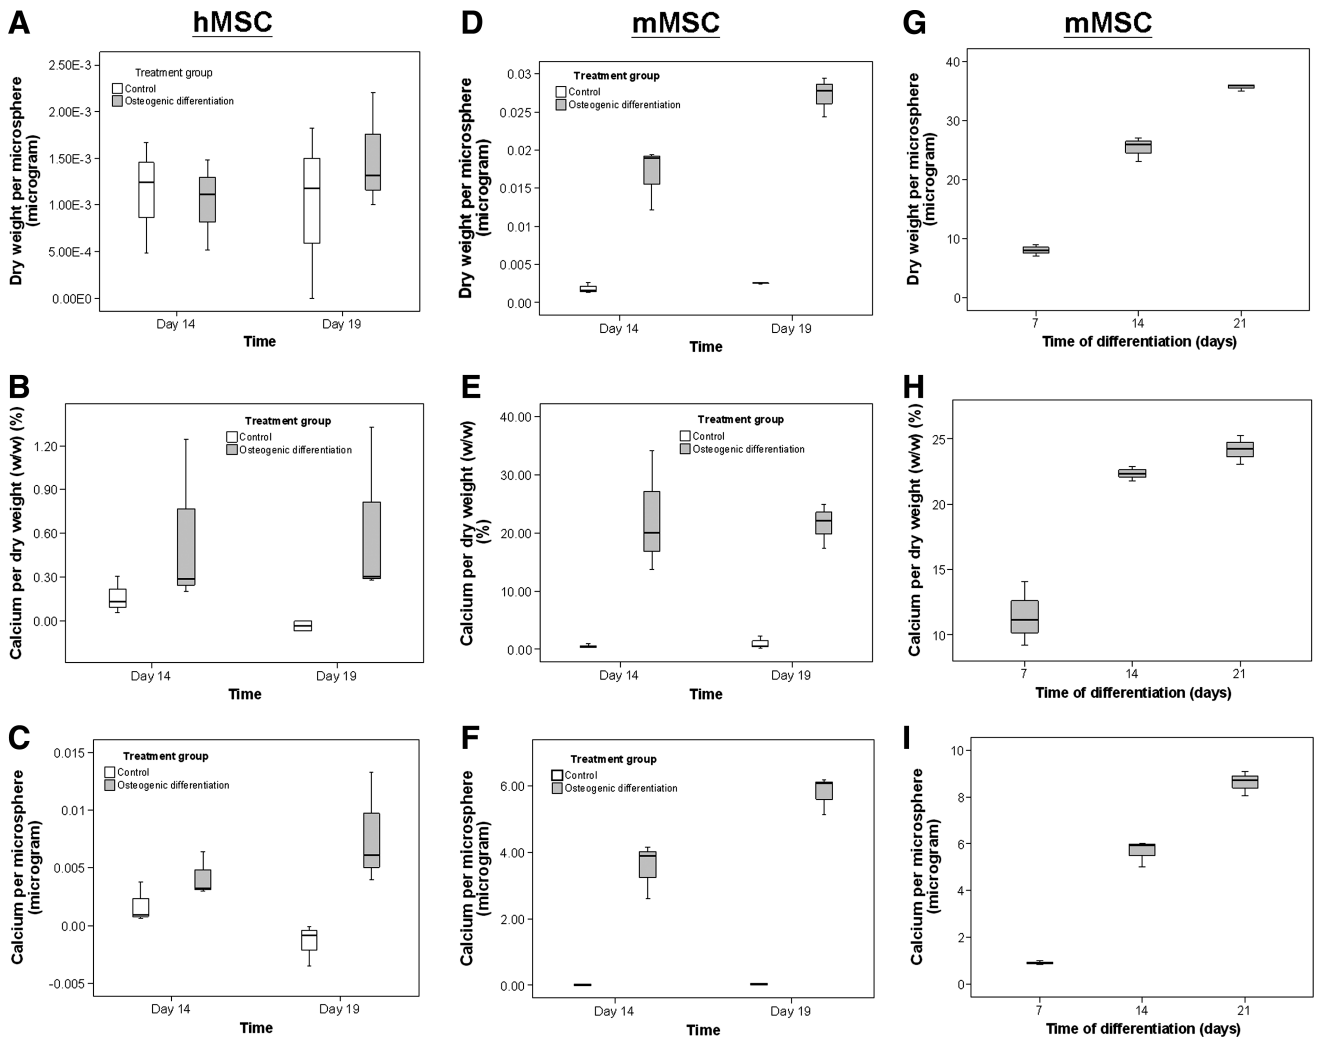 A
hMSC
Dry weight per microsphere
(microgram)
2.50E-3
2.00E-3
1.50E-3
1.00E-3
5.00E-4
0.00E0
Treatment group
Control
Osteogenic differentiation
Day 14
Day 19
Time
D
mMSC
Dry weight per microsphere
(microgram)
0.03
0.025
0.02
0.015
0.01
0.005
0.00
Treatment group
Control
Osteogenic differentiation
Day 14
Day 19
Time
G
mMSC
Dry weight per microsphere
(microgram)
40
30
20
10
0
7
14
21
Time of differentiation (days)
B
Calcium per dry weight (w/w) (%)
1.20
0.90
0.60
0.30
0.00
Treatment group
Control
Osteogenic differentiation
Day 14
Day 19
Time
E
Calcium per dry weight (w/w)
(%)
40.00
30.00
20.00
10.00
0.00
Treatment group
Control
Osteogenic differentiation
Day 14
Day 19
Time
H
Calcium per dry weight (w/w) (%)
25
20
15
10
7
14
21
Time of differentiation (days)
C
Calcium per microsphere
(microgram)
0.015
0.01
0.005
0.00
-0.005
Treatment group
Control
Osteogenic differentiation
Day 14
Day 19
Time
F
Calcium per microsphere
(microgram)
6.00
4.00
2.00
0.00
Treatment group
Control
Osteogenic differentiation
Day 14
Day 19
Time
I
Calcium per microsphere
(microgram)
10
8
6
4
2
0
7
14
21
Time of differentiation (days)